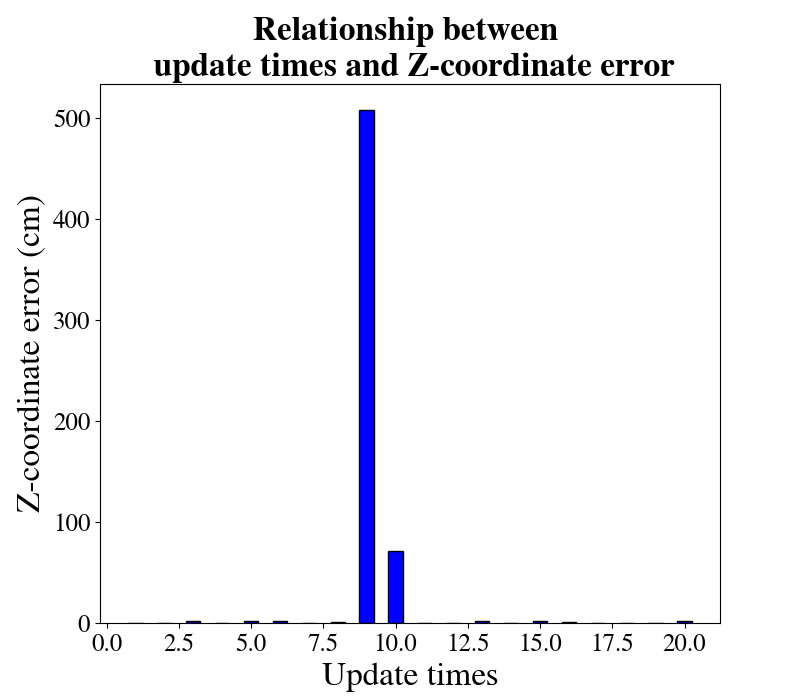 Relationship between
update times and Z-coordinate error
Z-coordinate error (cm)
500
400
300
200
100
0
0.0 2.5 5.0 7.5 10.0 12.5 15.0 17.5 20.0
Update times